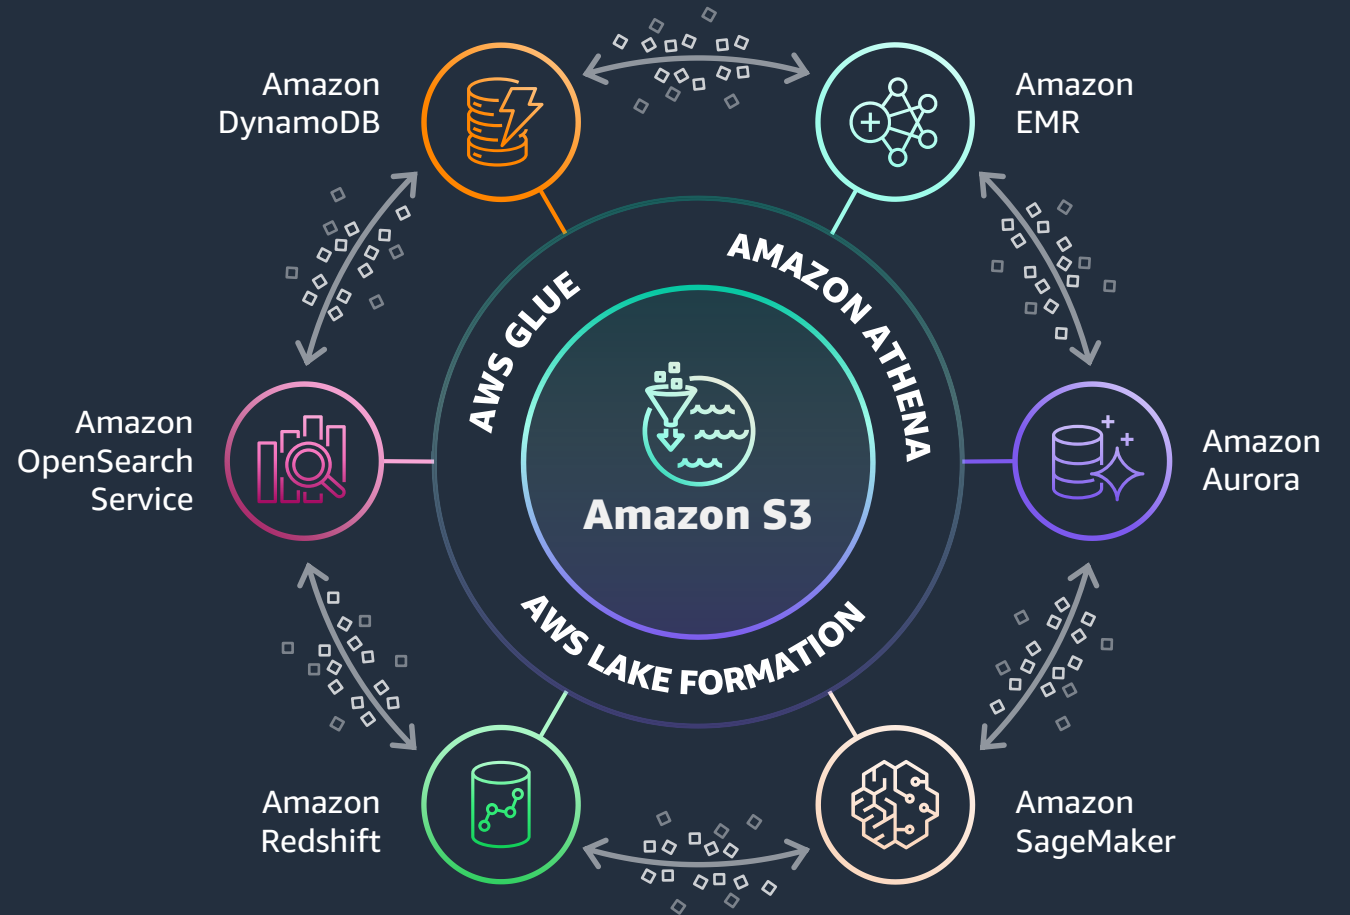 Amazon
DynamoDB
Amazon
EMR
AWS GLUE
AMAZON ATHENA
Amazon
OpenSearch
Service
Amazon S3
Amazon
Aurora
AWS LAKE FORMATION
Amazon
Redshift
Amazon
SageMaker